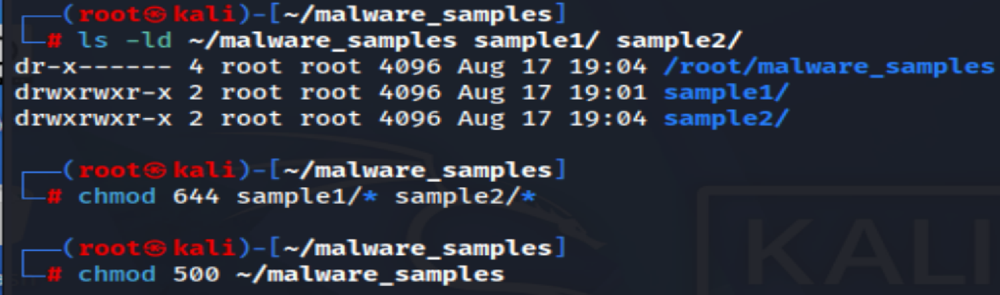 (root㉿kali)-[~/malware_samples]
# ls -ld ~/malware_samples sample1/ sample2/
dr-x------ 4 root root 4096 Aug 17 19:04 /root/malware_samples
drwxrwxr-x 2 root root 4096 Aug 17 19:01 sample1/
drwxrwxr-x 2 root root 4096 Aug 17 19:04 sample2/
(root㉿kali)-[~/malware_samples]
# chmod 644 sample1/* sample2/*
(root㉿kali)-[~/malware_samples]
# chmod 500 ~/malware_samples
KALI